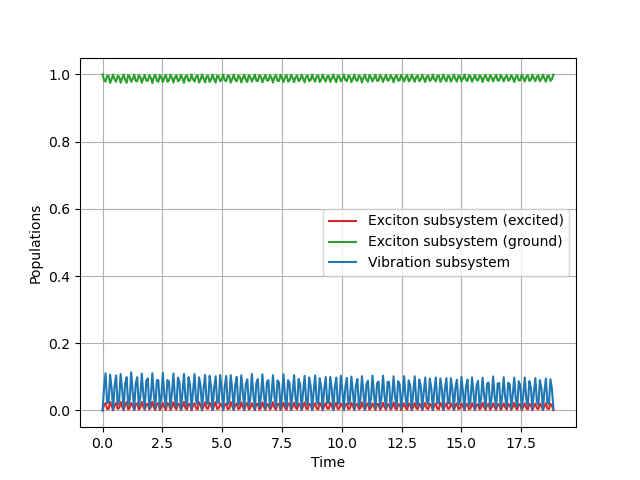 1.0
0.8
0.6
0.4
0.2
0.0
Populations
Exciton subsystem (excited)
Exciton subsystem (ground)
Vibration subsystem
0.0 2.5 5.0 7.5 10.0 12.5 15.0 17.5
Time